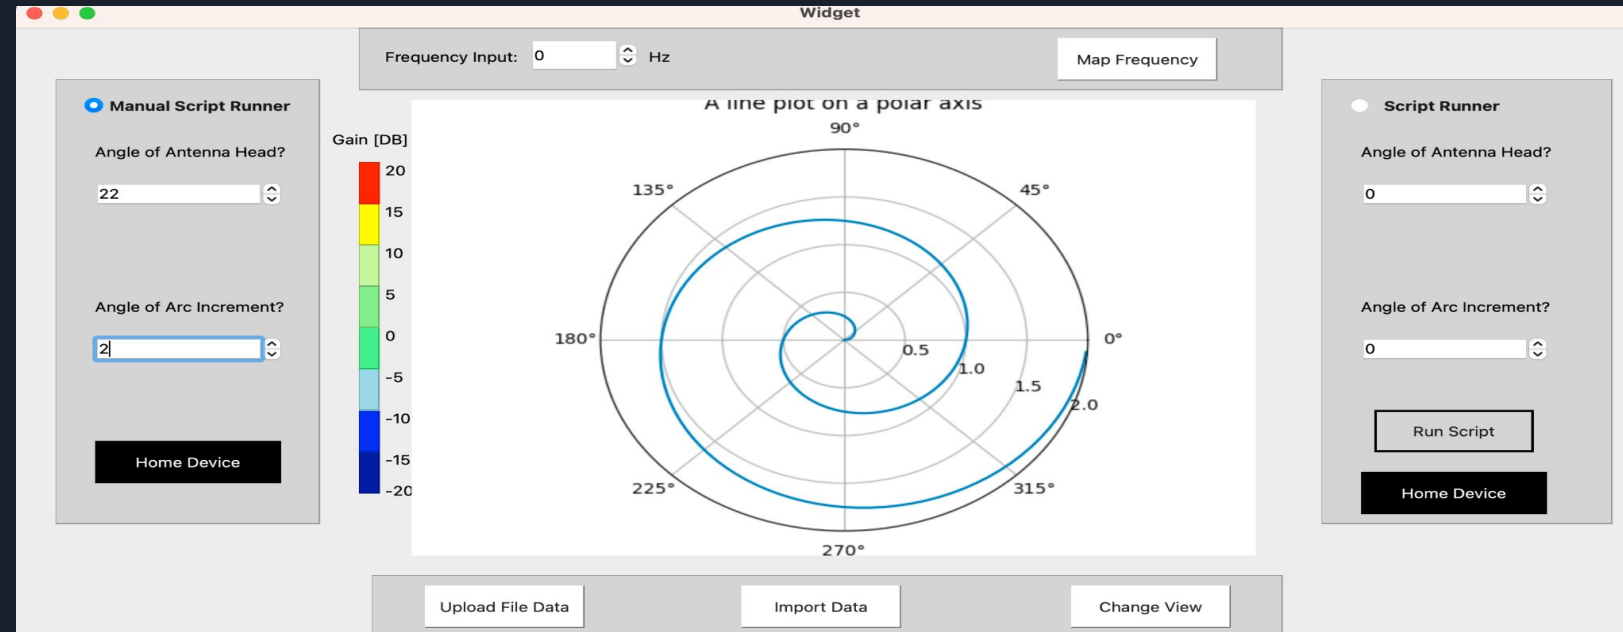 Widget
Frequency Input: 0 Hz
Map Frequency
Manual Script Runner
Angle of Antenna Head?
22
Angle of Arc Increment?
2
Home Device
Gain [DB]
20
15
10
5
0
-5
-10
-15
-20
A line plot on a polar axis
90°
135°
45°
180°
0°
0.5
1.0
1.5
2.0
225°
315°
270°
Script Runner
Angle of Antenna Head?
0
Angle of Arc Increment?
0
Run Script
Home Device
Upload File Data
Import Data
Change View